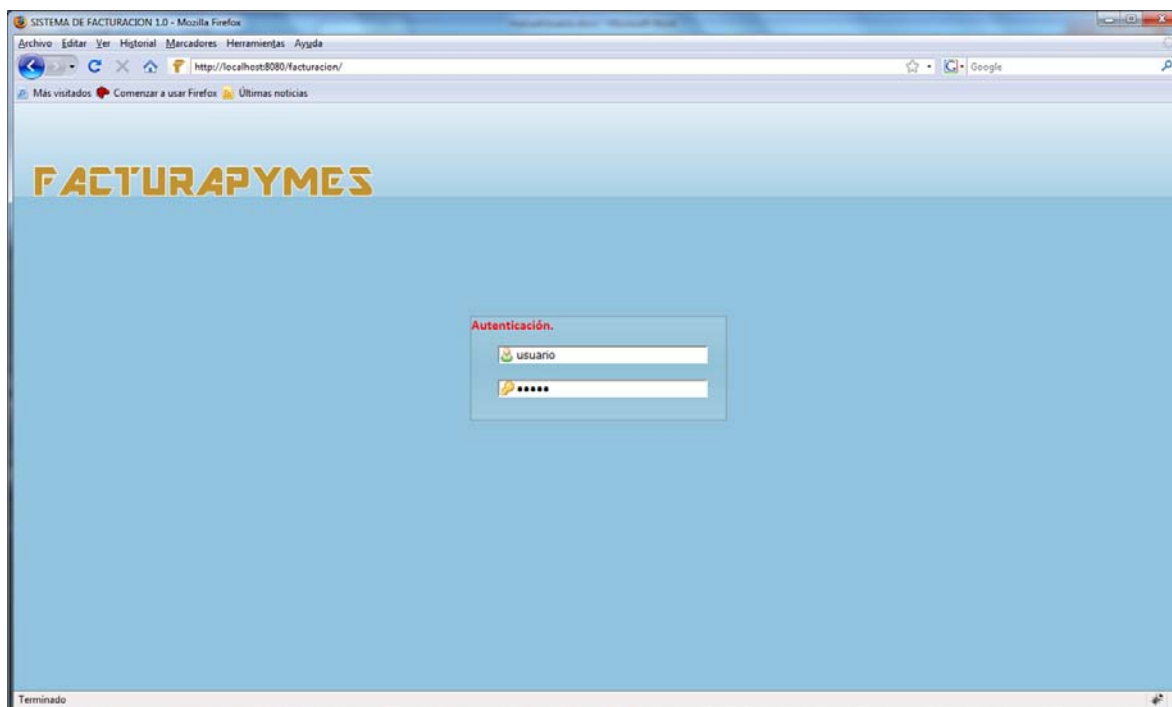 SISTEMA DE FACTURACION 1.0 - Mozilla Firefox
Archivo Editar Ver Historial Marcadores Herramientas Ayuda
http://localhost:8080/facturacion/ Google
Más visitados Comenzar a usar Firefox Últimas noticias
FACTURAPYMES
Autenticación.
usuario
•••••
Terminado